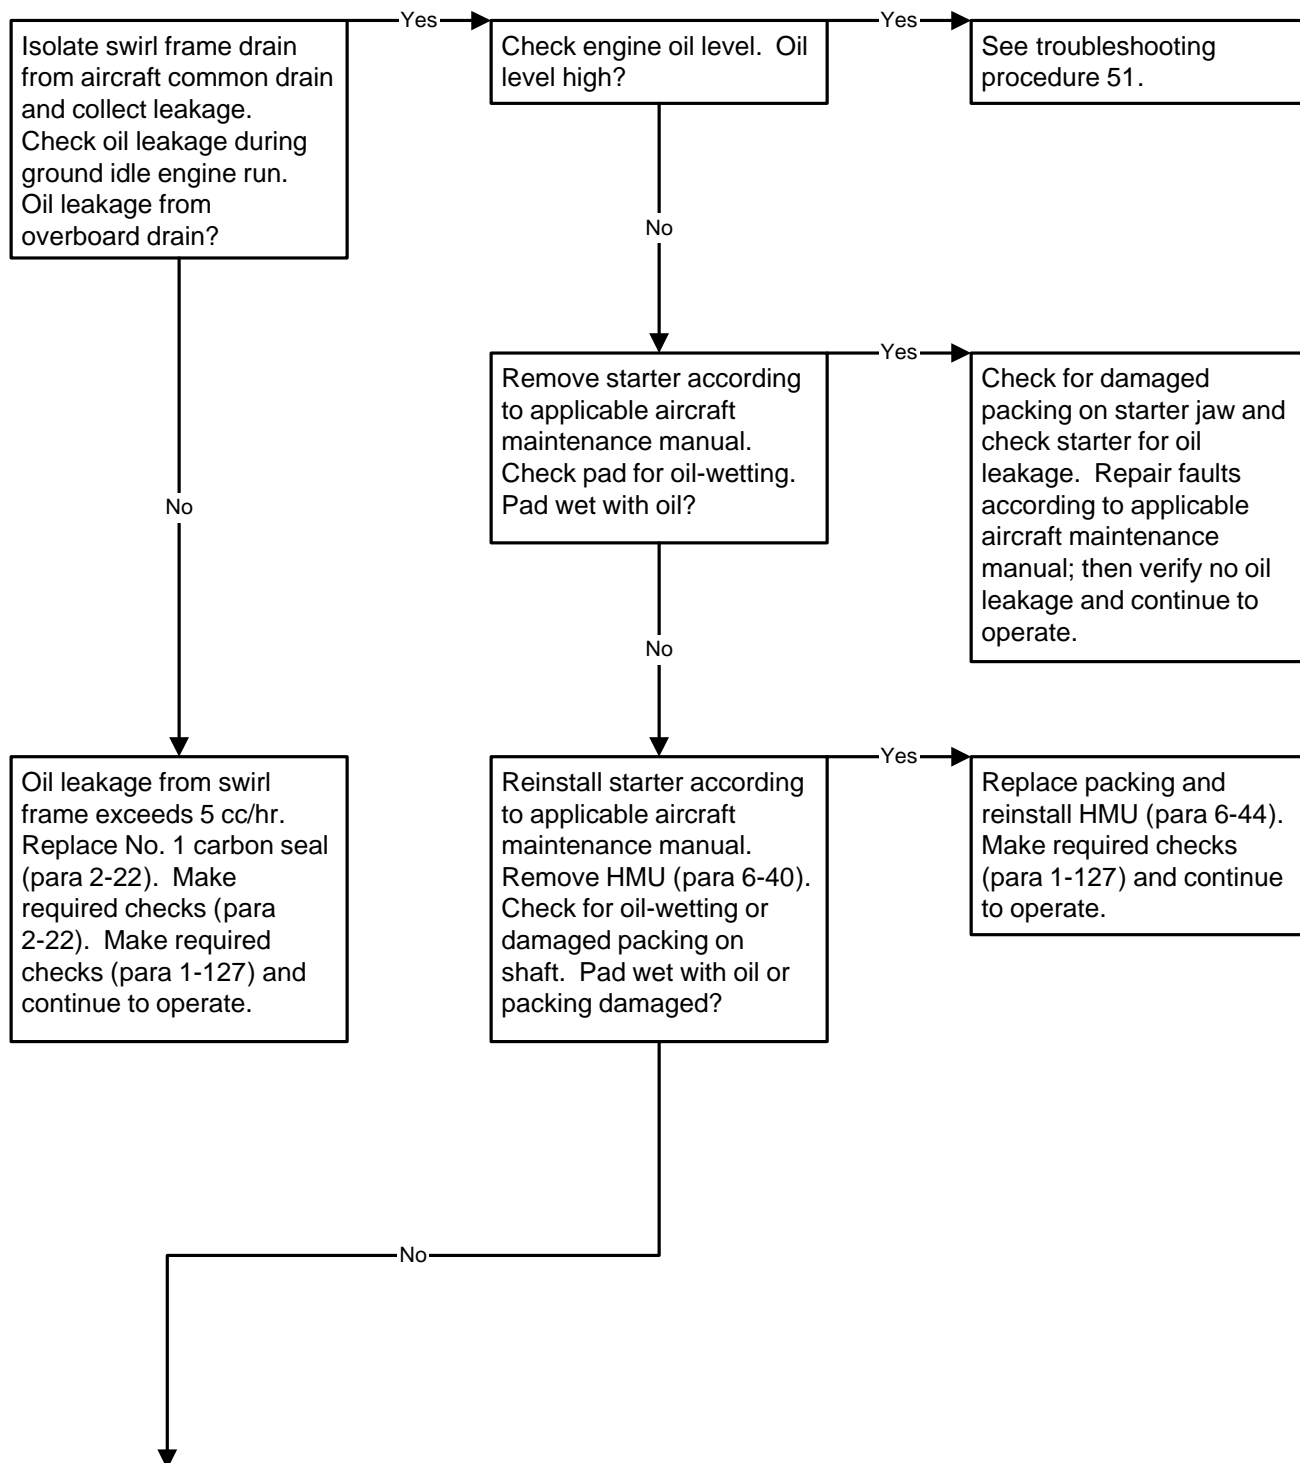 Isolate swirl frame drain
from aircraft common drain
and collect leakage.
Check oil leakage during
ground idle engine run.
Oil leakage from
overboard drain?
Yes
Check engine oil level.  Oil
level high?
Yes
See troubleshooting
procedure 51.
No
No
Remove starter according
to applicable aircraft
maintenance manual.
Check pad for oil-wetting.
Pad wet with oil?
Yes
Check for damaged
packing on starter jaw and
check starter for oil
leakage.  Repair faults
according to applicable
aircraft maintenance
manual; then verify no oil
leakage and continue to
operate.
No
Oil leakage from swirl
frame exceeds 5 cc/hr.
Replace No. 1 carbon seal
(para 2-22).  Make
required checks (para
2-22).  Make required
checks (para 1-127) and
continue to operate.
Reinstall starter according
to applicable aircraft
maintenance manual.
Remove HMU (para 6-40).
Check for oil-wetting or
damaged packing on
shaft.  Pad wet with oil or
packing damaged?
Yes
Replace packing and
reinstall HMU (para 6-44).
Make required checks
(para 1-127) and continue
to operate.
No